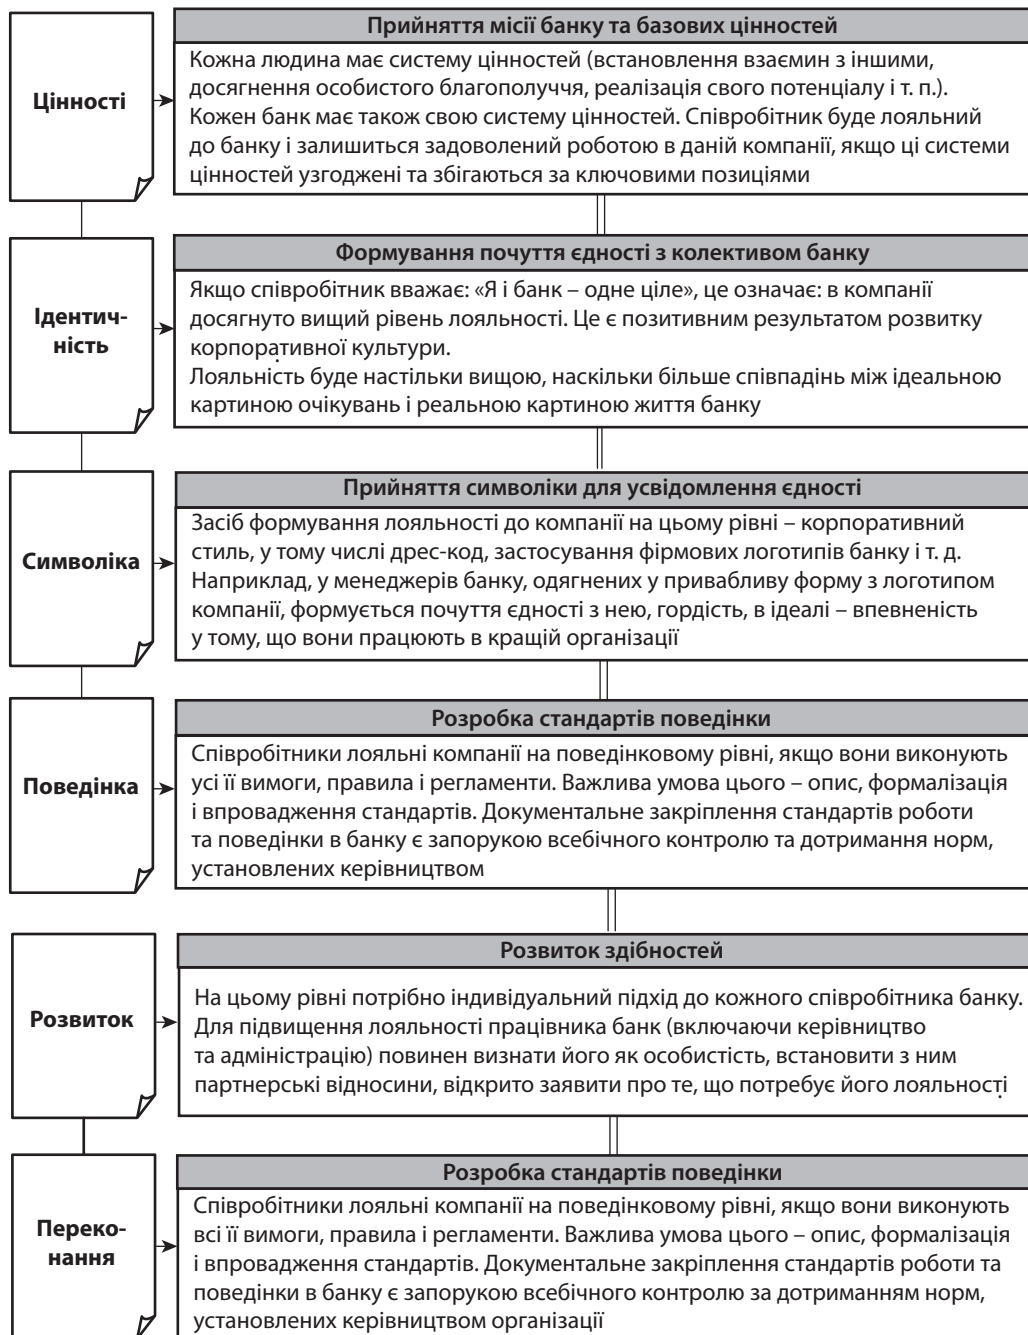 Прийняття місії банку та базових цінностей
Цінності
Кожна людина має систему цінностей (встановлення взаємин з іншими,
досягнення особистого благополуччя, реалізація свого потенціалу і т. п.).
Кожен банк має також свою систему цінностей. Співробітник буде лояльний
до банку і залишиться задоволений роботою в даній компанії, якщо ці системи
цінностей узгоджені та збігаються за ключовими позиціями
Формування почуття єдності з колективом банку
Ідентич-
ність
Якщо співробітник вважає: «Я і банк – одне ціле», це означає: в компанії
досягнуто вищий рівень лояльності. Це є позитивним результатом розвитку
корпоративної культури.
Лояльність буде настільки вищою, наскільки більше співпадінь між ідеальною
картиною очікувань і реальною картиною життя банку
Прийняття символіки для усвідомлення єдності
Символіка
Засіб формування лояльності до компанії на цьому рівні – корпоративний
стиль, у тому числі дрес-код, застосування фірмових логотипів банку і т. д.
Наприклад, у менеджерів банку, одягнених у привабливу форму з логотипом
компанії, формується почуття єдності з нею, гордість, в ідеалі – впевненість
у тому, що вони працюють в кращій організації
Розробка стандартів поведінки
Поведінка
Співробітники лояльні компанії на поведінковому рівні, якщо вони виконують
усі її вимоги, правила і регламенти. Важлива умова цього – опис, формалізація
і впровадження стандартів. Документальне закріплення стандартів роботи
та поведінки в банку є запорукою всебічного контролю та дотримання норм,
установлених керівництвом
Розвиток здібностей
Розвиток
На цьому рівні потрібно індивідуальний підхід до кожного співробітника банку.
Для підвищення лояльності працівника банк (включаючи керівництво
та адміністрацію) повинен визнати його як особистість, встановити з ним
партнерські відносини, відкрито заявити про те, що потребує його лояльності
Розробка стандартів поведінки
Переко-
нання
Співробітники лояльні компанії на поведінковому рівні, якщо вони виконують
всі її вимоги, правила і регламенти. Важлива умова цього – опис, формалізація
і впровадження стандартів. Документальне закріплення стандартів роботи та
поведінки в банку є запорукою всебічного контролю за дотриманням норм,
установлених керівництвом організації